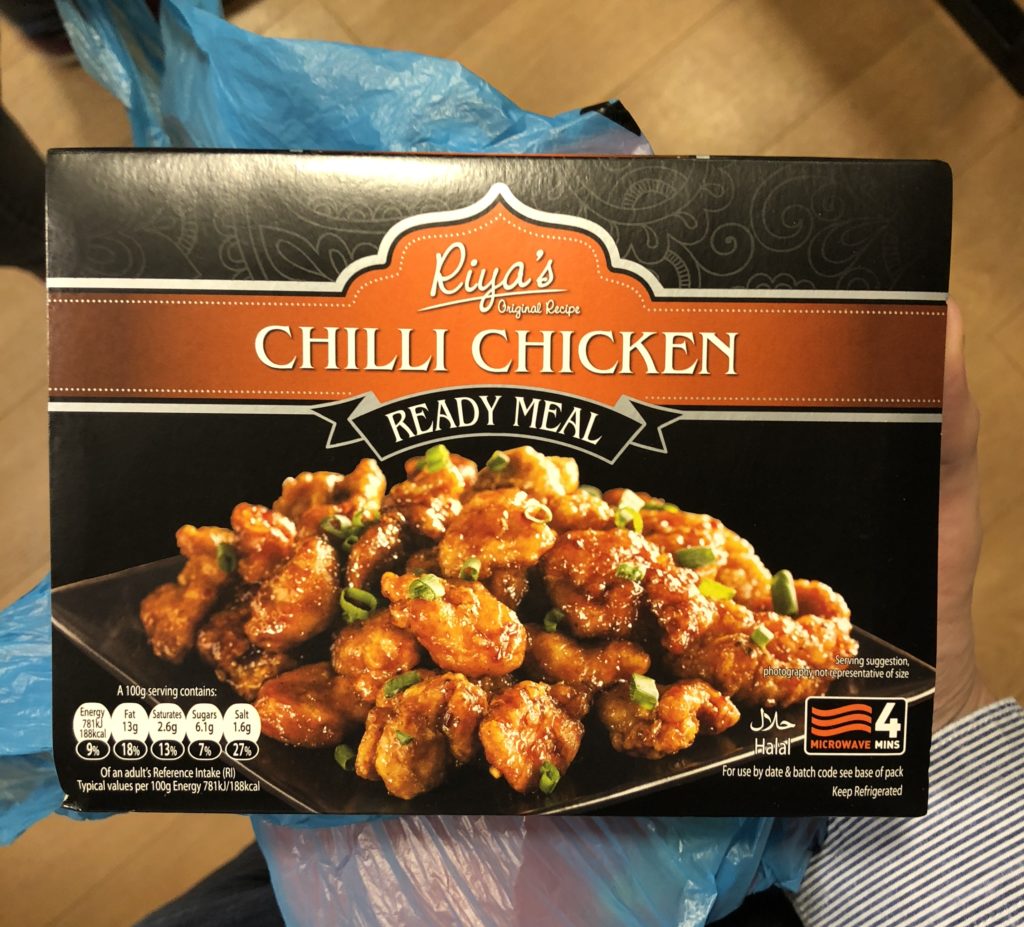 Riya's
Original Recipe
CHILLI CHICKEN
READY MEAL
Serving suggestion,
photography not representative of size
A 100g serving contains:
Energy
781kJ
188kcal
9%
Fat
13g
18%
Saturates
2.6g
13%
Sugars
6.1g
7%
Salt
1.6g
27%
Of an adult's Reference Intake (RI)
Typical values per 100g Energy 781kJ/188kcal
حلال
Halal
4
MICROWAVE MINS
For use by date & batch code see base of pack
Keep Refrigerated